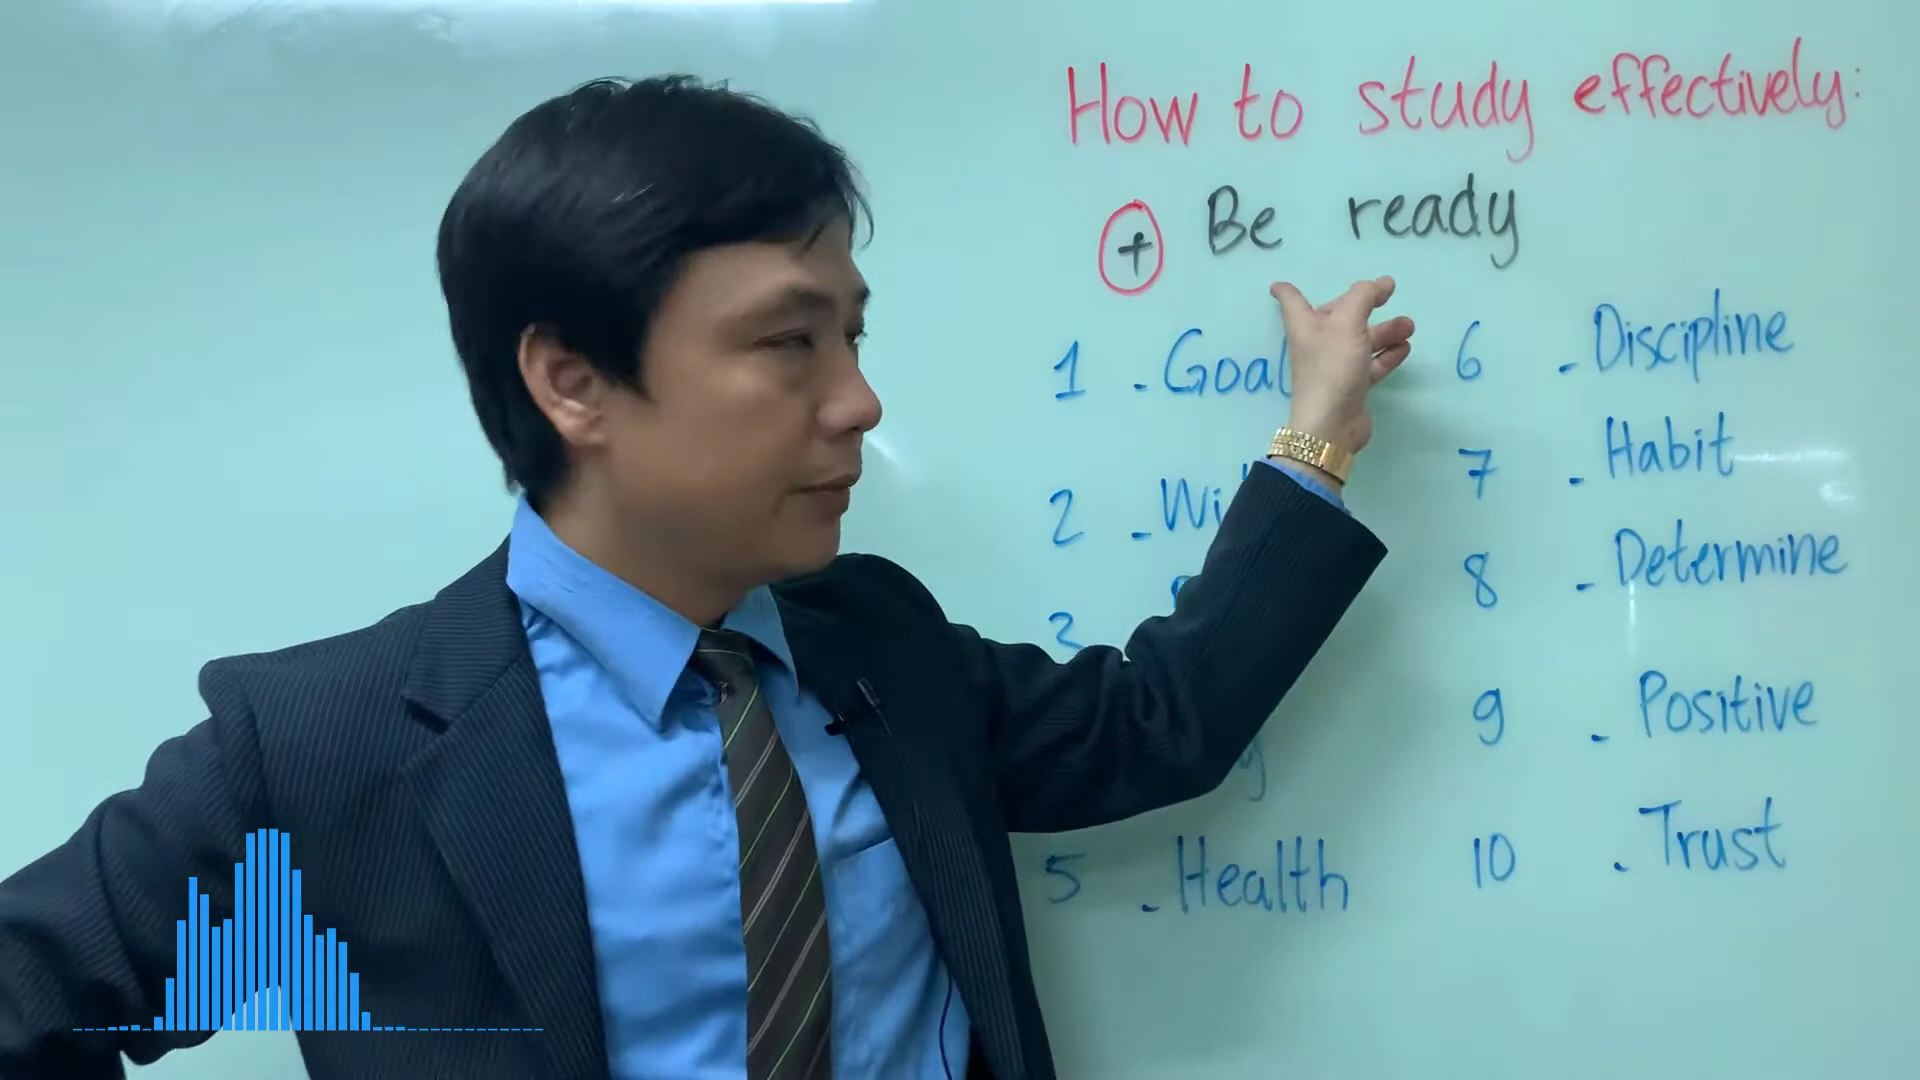 How to study effectively:
+ Be ready
1 - Goal
2 -
3
5 - Health
6 - Discipline
7 - Habit
8 - Determine
9 - Positive
10 - Trust